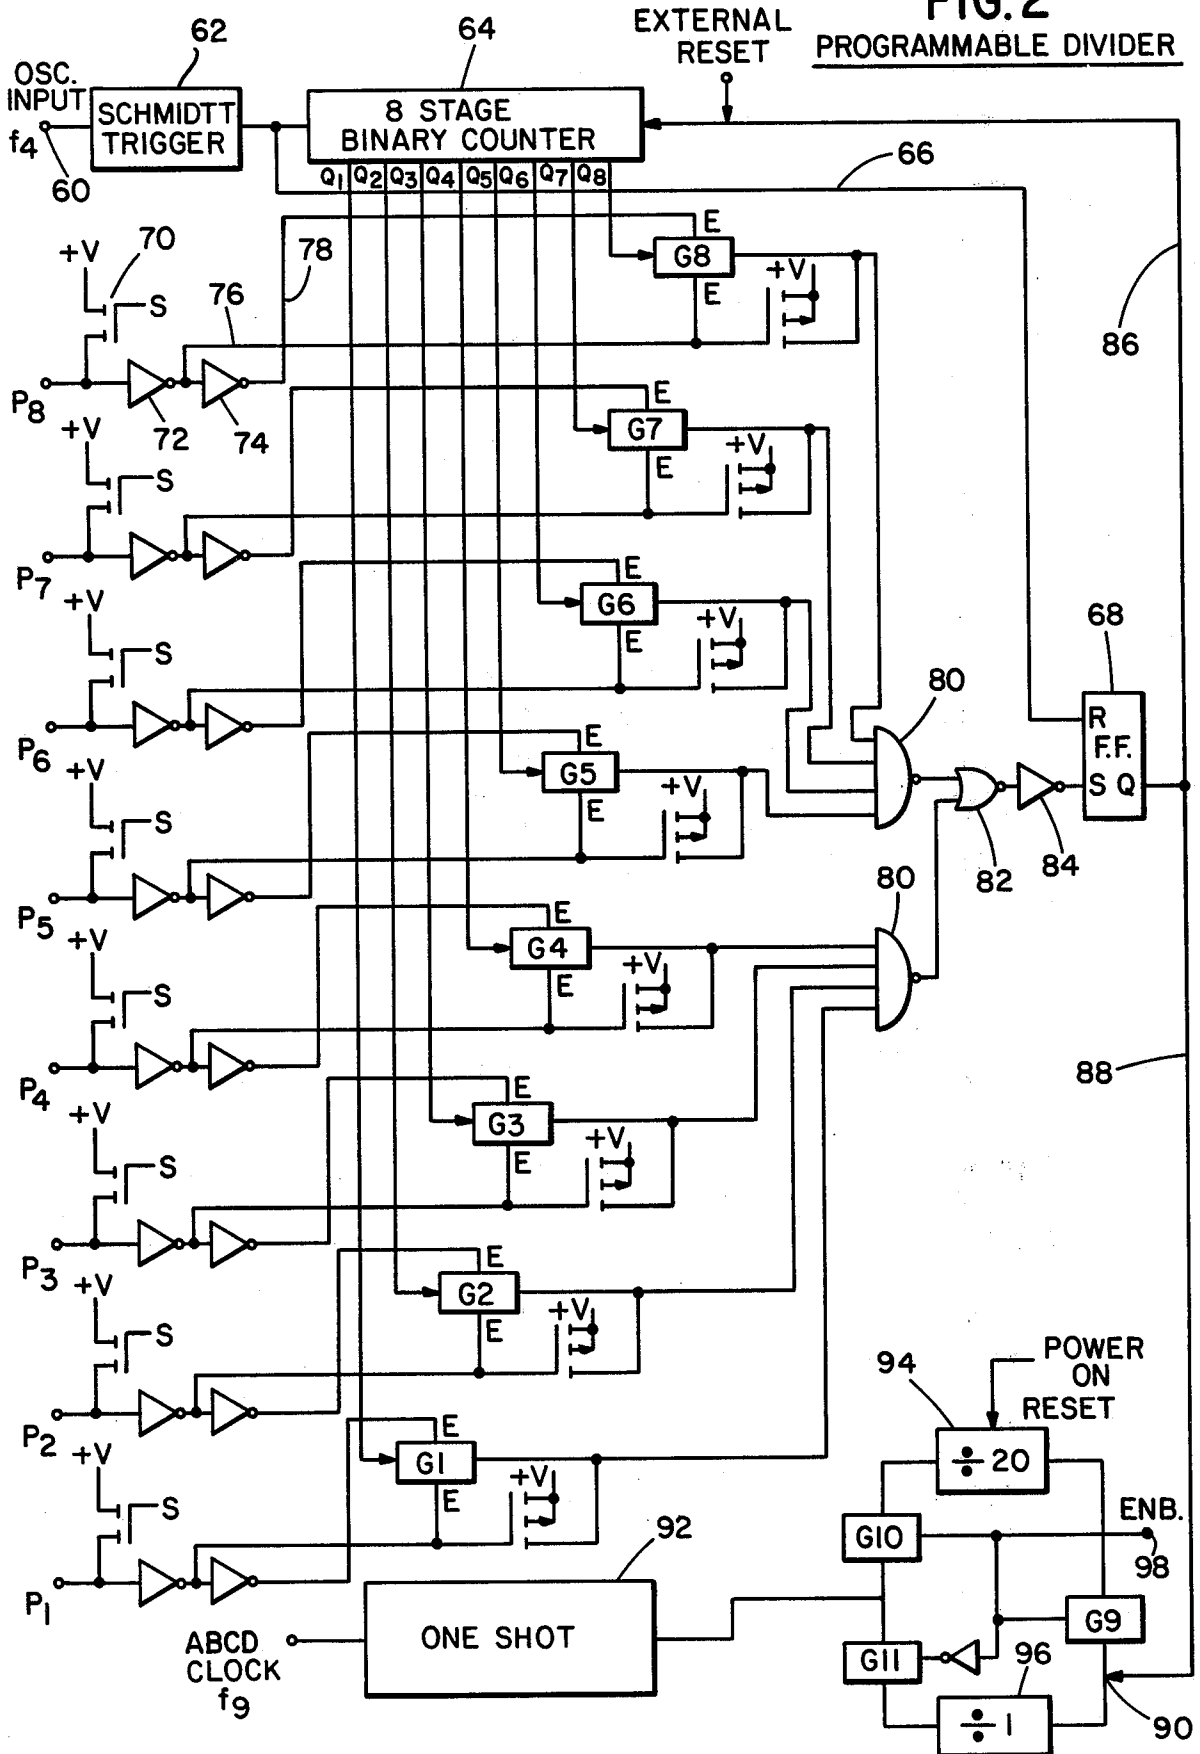 FIG. 2
PROGRAMMABLE DIVIDER
EXTERNAL
RESET
62
64
OSC.
INPUT
f4
60
SCHMIDTT
TRIGGER
8 STAGE
BINARY COUNTER
Q1 Q2 Q3 Q4 Q5 Q6 Q7 Q8
66
+V
70
S
78
76
E
G8
E
+V
86
P8
72
74
+V
S
E
G7
E
+V
P7
+V
S
E
G6
E
+V
68
80
R
F.F.
S Q
P6
+V
S
E
G5
E
+V
82
84
80
P5
+V
S
E
G4
E
+V
P4
88
+V
S
E
G3
E
+V
P3
+V
S
E
G2
E
+V
P2
94
POWER
ON
RESET
÷ 20
+V
S
E
G1
E
+V
92
G10
ENB.
98
P1
G9
ABCD
CLOCK
f9
ONE SHOT
G11
96
÷ 1
90